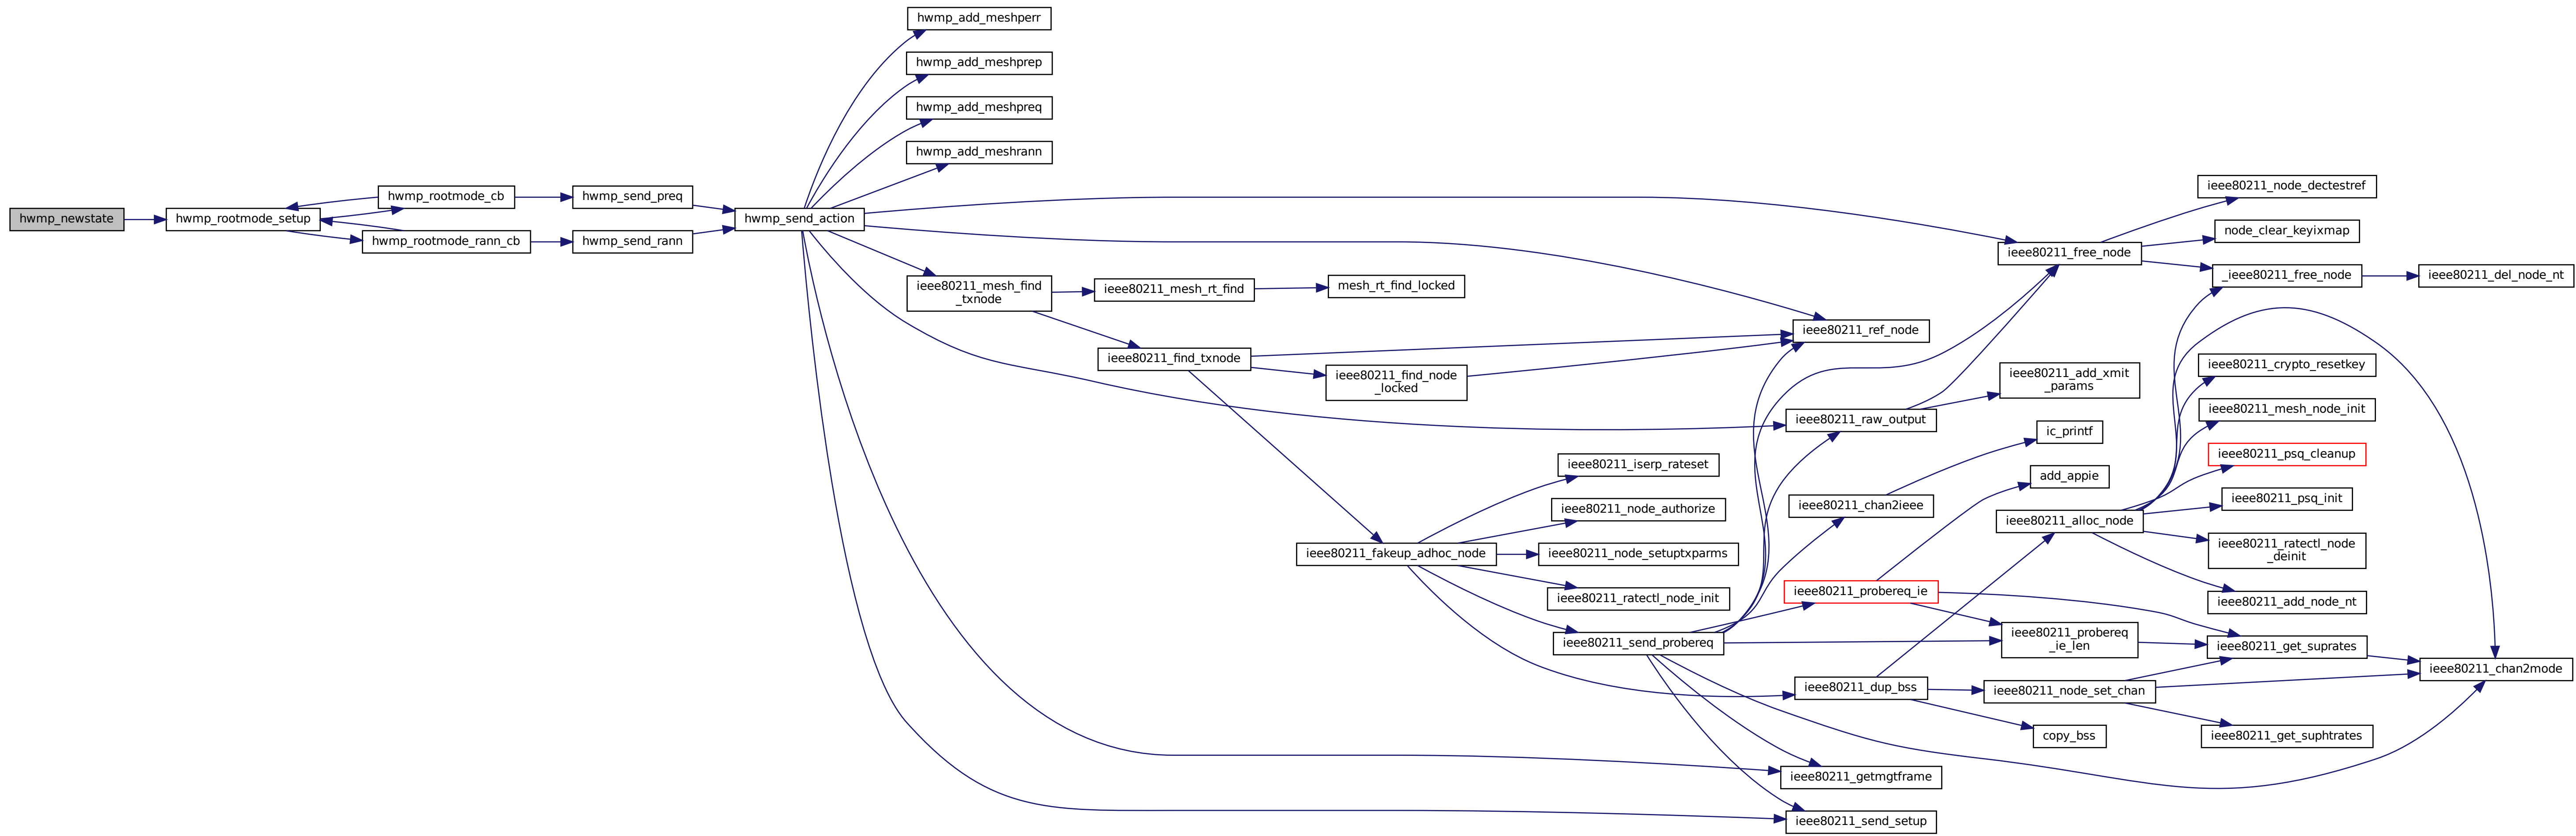 hwmp_newstate
hwmp_rootmode_setup
hwmp_rootmode_cb
hwmp_rootmode_rann_cb
hwmp_send_preq
hwmp_send_rann
hwmp_send_action
hwmp_add_meshperr
hwmp_add_meshprep
hwmp_add_meshpreq
hwmp_add_meshrann
ieee80211_mesh_find
_txnode
ieee80211_mesh_rt_find
mesh_rt_find_locked
ieee80211_find_txnode
ieee80211_find_node
_locked
ieee80211_fakeup_adhoc_node
ieee80211_iserp_rateset
ieee80211_node_authorize
ieee80211_node_setuptxparms
ieee80211_ratectl_node_init
ieee80211_send_probereq
ieee80211_ref_node
ieee80211_raw_output
ieee80211_chan2ieee
ieee80211_probereq_ie
ieee80211_dup_bss
ieee80211_getmgtframe
ieee80211_send_setup
ieee80211_free_node
ieee80211_add_xmit
_params
ic_printf
add_appie
ieee80211_alloc_node
ieee80211_probereq
_ie_len
ieee80211_node_set_chan
copy_bss
ieee80211_node_dectestref
node_clear_keyixmap
_ieee80211_free_node
ieee80211_crypto_resetkey
ieee80211_mesh_node_init
ieee80211_psq_cleanup
ieee80211_psq_init
ieee80211_ratectl_node
_deinit
ieee80211_add_node_nt
ieee80211_get_suprates
ieee80211_get_suphtrates
ieee80211_del_node_nt
ieee80211_chan2mode